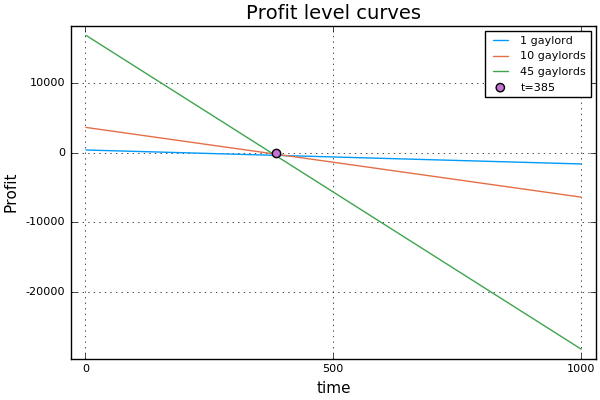 Profit level curves
1 gaylord
10 gaylords
45 gaylords
t=385
10000
0
-10000
-20000
Profit
0
500
1000
time